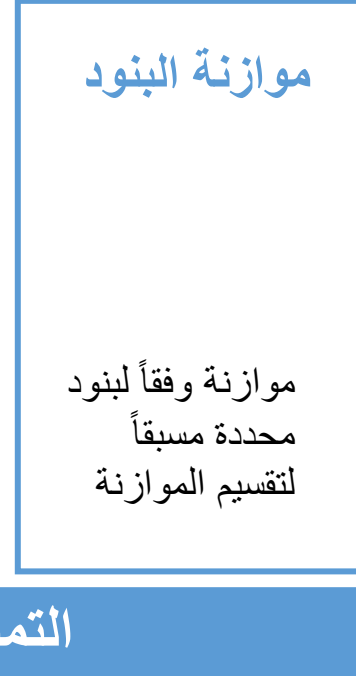 موازنة البنود
موازنة وفقاً لبنود
محددة مسبقاً
لتقسيم الموازنة